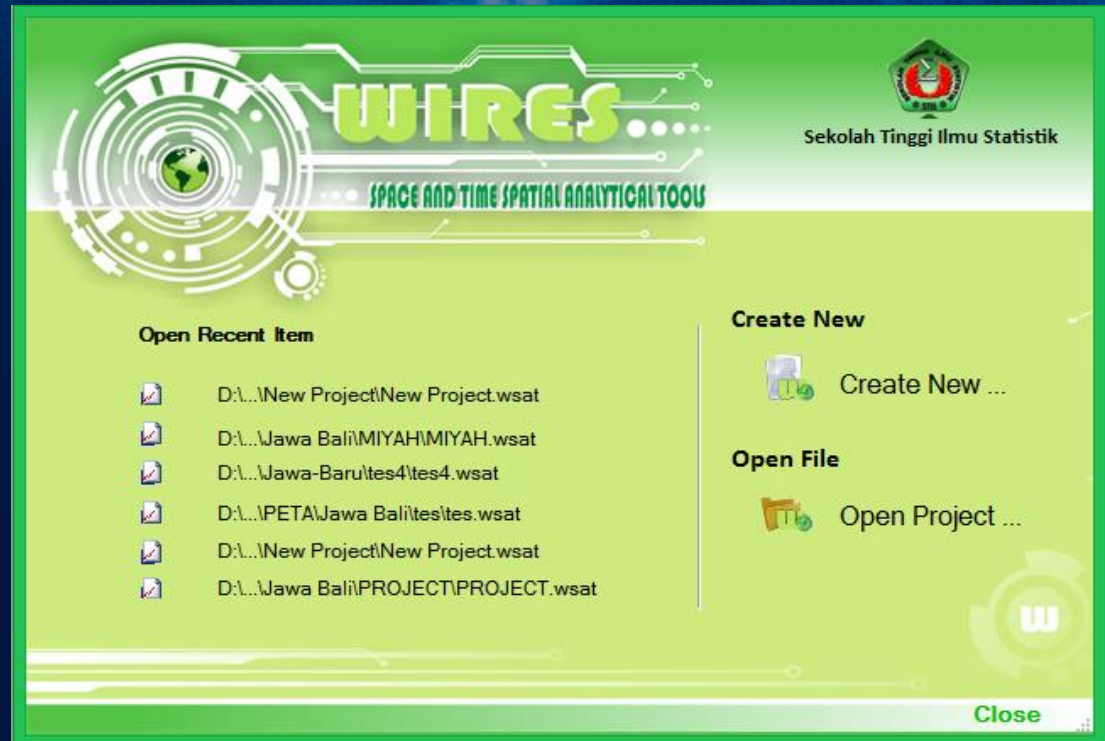 WIRES
SPACE AND TIME SPATIAL ANALYTICAL TOOLS
STIS
Sekolah Tinggi Ilmu Statistik
Open Recent Item
D:\...\New Project\New Project.wsat
D:\...\Jawa Bali\MIYAH\MIYAH.wsat
D:\...\Jawa-Baru\tes4\tes4.wsat
D:\...\PETA\Jawa Bali\tes\tes.wsat
D:\...\New Project\New Project.wsat
D:\...\Jawa Bali\PROJECT\PROJECT.wsat
Create New
Create New ...
Open File
Open Project ...
W
Close